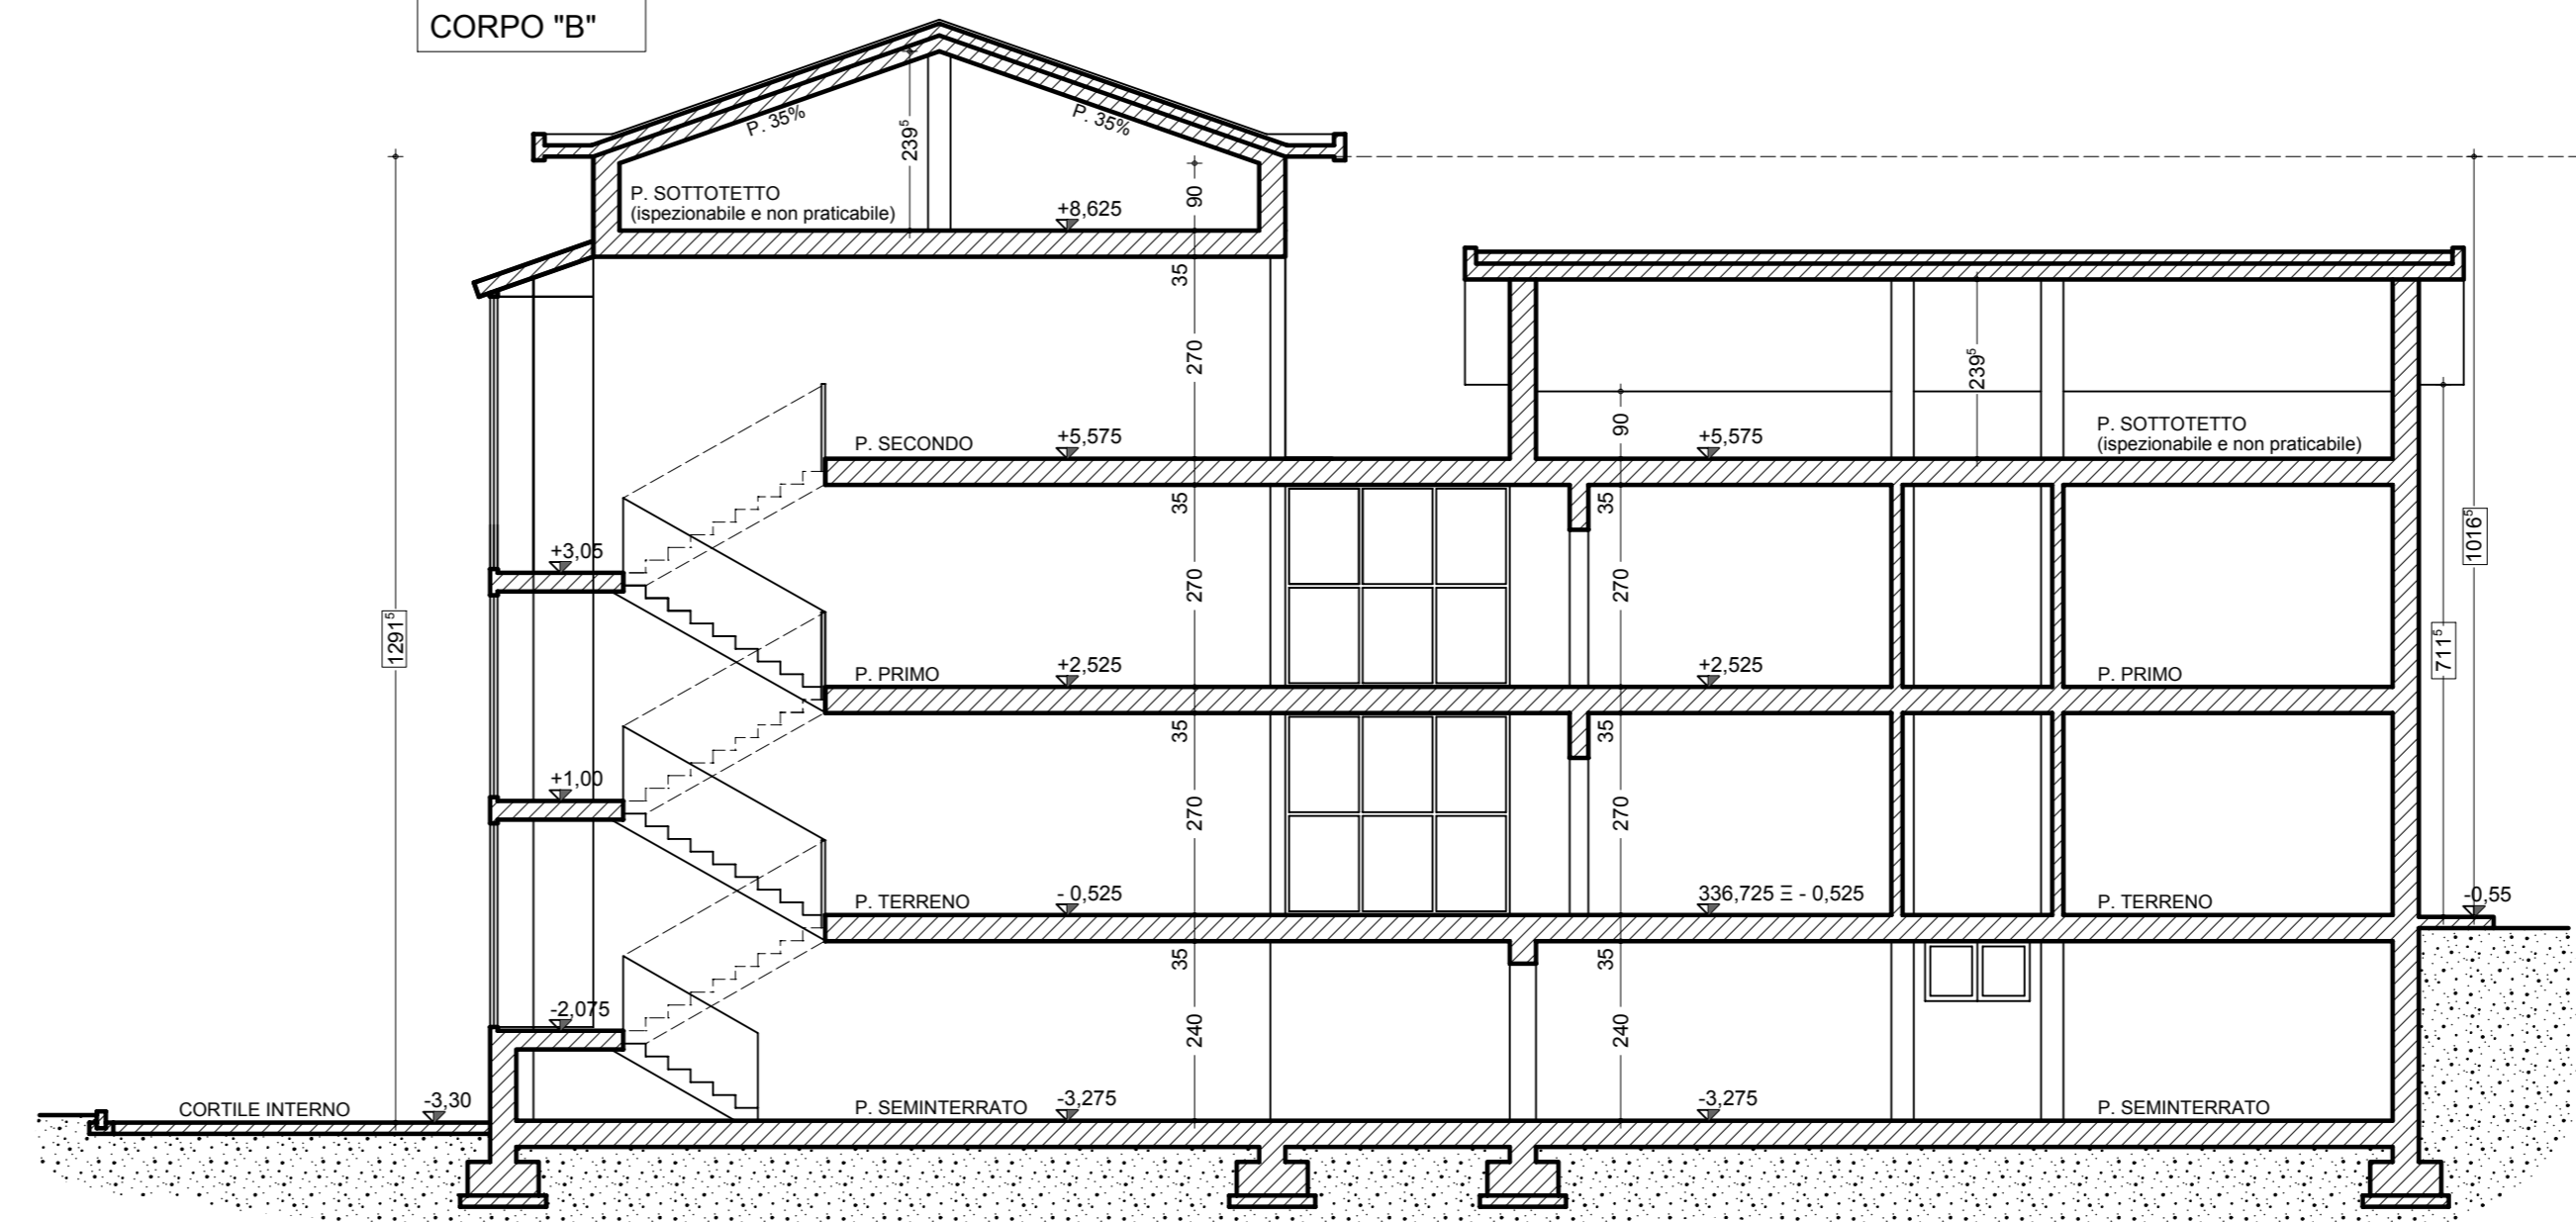 CORPO "B"
P. 35%
P. 35%
239⁵
P. SOTTOTETTO
(ispezionabile e non praticabile)
+8,625
90
35
270
239⁵
P. SECONDO
+5,575
+5,575
90
P. SOTTOTETTO
(ispezionabile e non praticabile)
35
35
1016⁵
+3,05
270
270
1291⁵
711⁵
P. PRIMO
+2,525
+2,525
P. PRIMO
35
35
+1,00
270
270
P. TERRENO
- 0,525
336,725 Ξ - 0,525
P. TERRENO
-0,55
35
35
-2,075
240
240
CORTILE INTERNO
-3,30
P. SEMINTERRATO
-3,275
-3,275
P. SEMINTERRATO